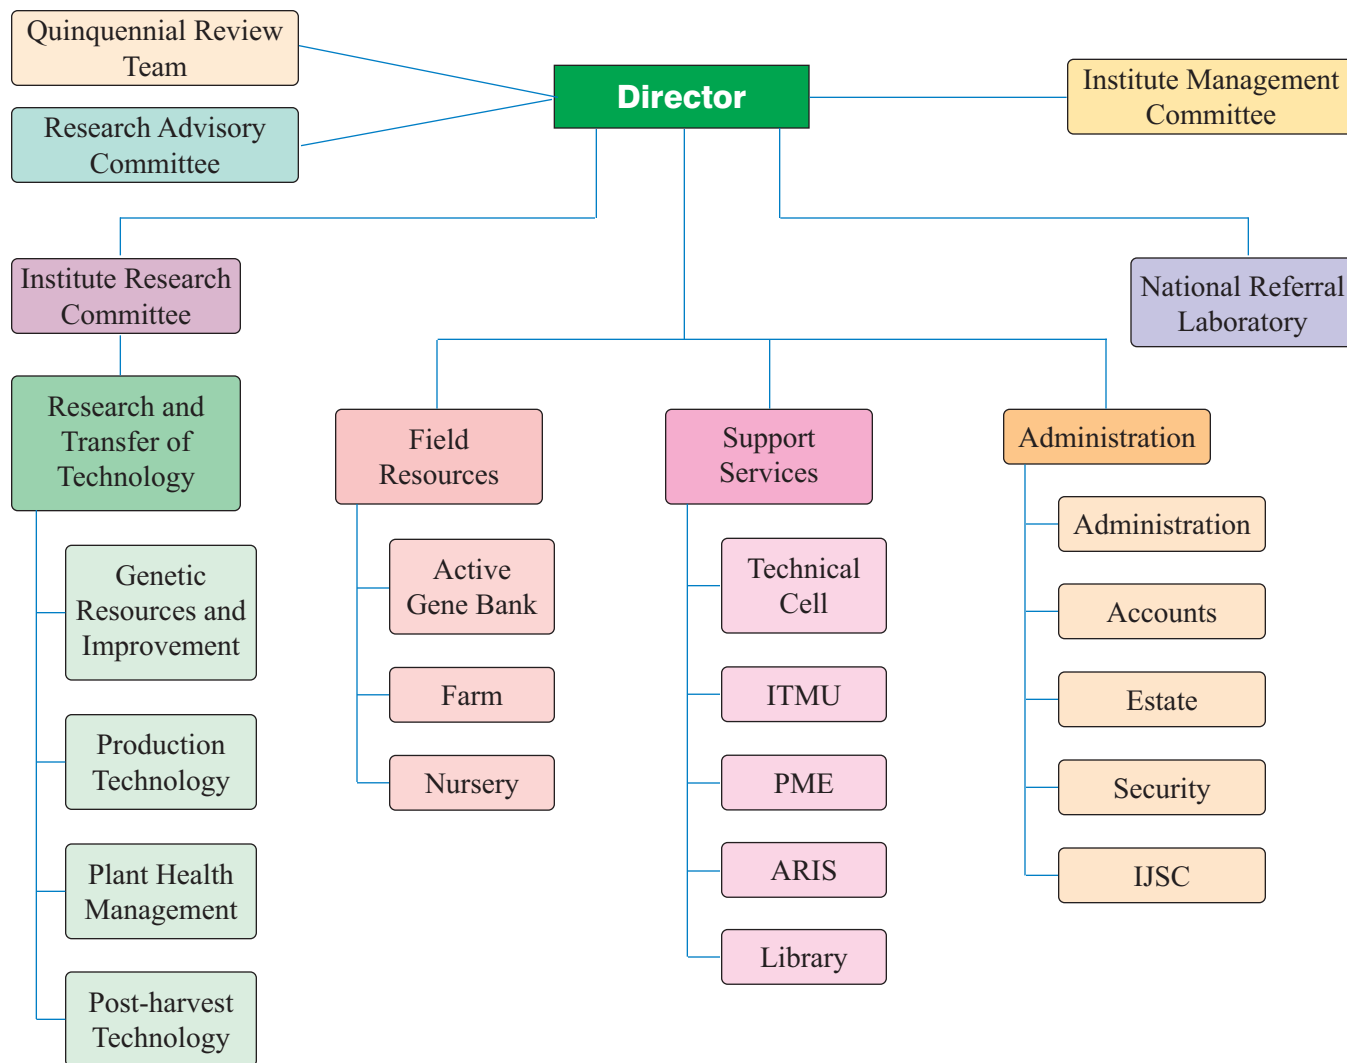 Quinquennial Review
Team
Director
Institute Management
Committee
Research Advisory
Committee
Institute Research
Committee
National Referral
Laboratory
Research and
Transfer of
Technology
Genetic
Resources and
Improvement
Production
Technology
Plant Health
Management
Post-harvest
Technology
Field
Resources
Active
Gene Bank
Farm
Nursery
Support
Services
Technical
Cell
ITMU
PME
ARIS
Library
Administration
Administration
Accounts
Estate
Security
IJSC